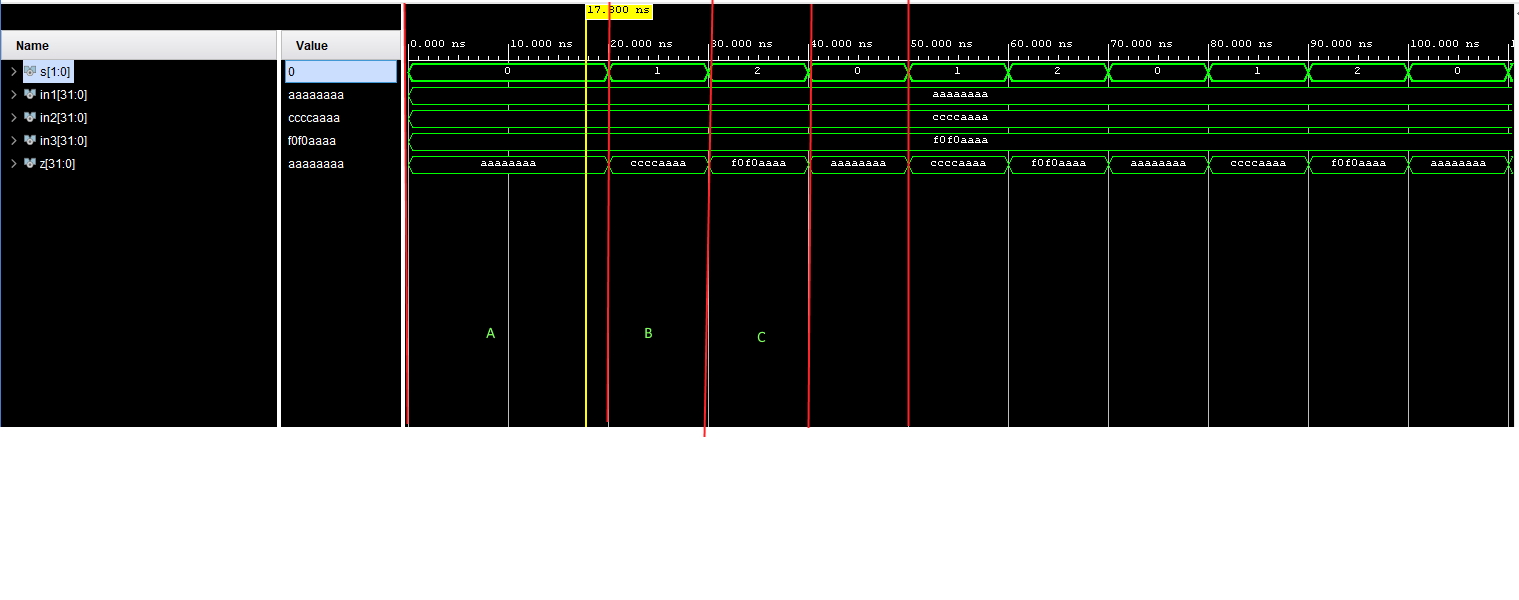 17.800 ns
Name Value
0.000 ns 10.000 ns 20.000 ns 30.000 ns 40.000 ns 50.000 ns 60.000 ns 70.000 ns 80.000 ns 90.000 ns 100.000 ns
s[1:0] 0 0 1 2 0 1 2 0 1 2 0
in1[31:0] aaaaaaaa aaaaaaaa
in2[31:0] ccccaaaa ccccaaaa
in3[31:0] f0f0aaaa f0f0aaaa
z[31:0] aaaaaaaa aaaaaaaa ccccaaaa f0f0aaaa aaaaaaaa ccccaaaa f0f0aaaa aaaaaaaa ccccaaaa f0f0aaaa aaaaaaaa
A B C